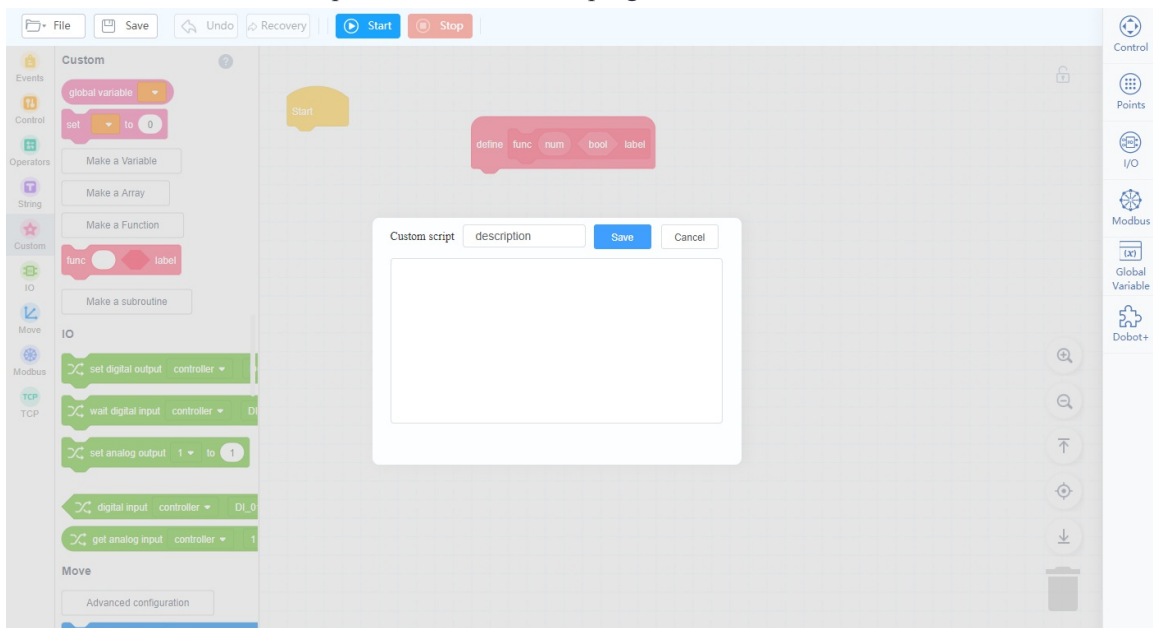 File Save Undo Recovery Start Stop
Control
Points
I/O
Modbus
(x)
Global
Variable
Dobot+
Events
Control
Operators
String
Custom
IO
Move
Modbus
TCP
TCP
Custom ?
global variable
set to 0
Make a Variable
Make a Array
Make a Function
func label
Make a subroutine
IO
set digital output controller
wait digital input controller DI
set analog output 1 to 1
digital input controller DI_0
get analog input controller 1
Move
Advanced configuration
Start
define func num bool label
Custom script description Save Cancel